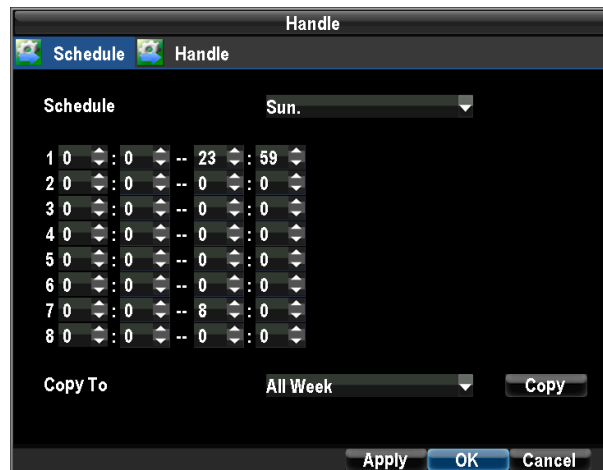 Handle
Schedule Handle
Schedule Sun.
1 0 : 0 -- 23 : 59
2 0 : 0 -- 0 : 0
3 0 : 0 -- 0 : 0
4 0 : 0 -- 0 : 0
5 0 : 0 -- 0 : 0
6 0 : 0 -- 0 : 0
7 0 : 0 -- 8 : 0
8 0 : 0 -- 0 : 0
Copy To All Week Copy
Apply OK Cancel